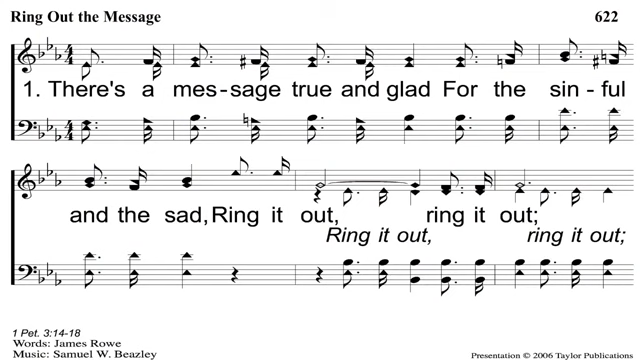 Ring Out the Message 622
1. There's a mes-sage true and glad For the sin-ful
and the sad, Ring it out, ring it out;
Ring it out, ring it out;
1 Pet. 3:14-18
Words: James Rowe
Music: Samuel W. Beazley
Presentation © 2006 Taylor Publications